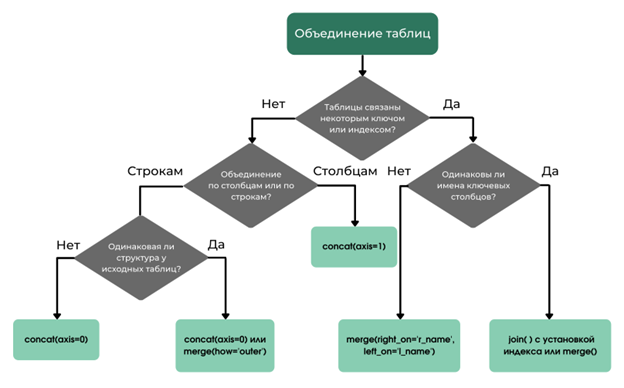 Объединение таблиц
Нет
Да
Таблицы связаны
некоторым ключом
или индексом?
Строкам
Объединение
по столбцам или по
строкам?
Столбцам
Нет
Одинаковы ли
имена ключевых
столбцов?
Да
Нет
Одинаковая ли
структура у
исходных таблиц?
Да
concat(axis=1)
concat(axis=0)
concat(axis=0) или
merge(how='outer')
merge(right_on='r_name',
left_on='l_name')
join( ) с установкой
индекса или merge()